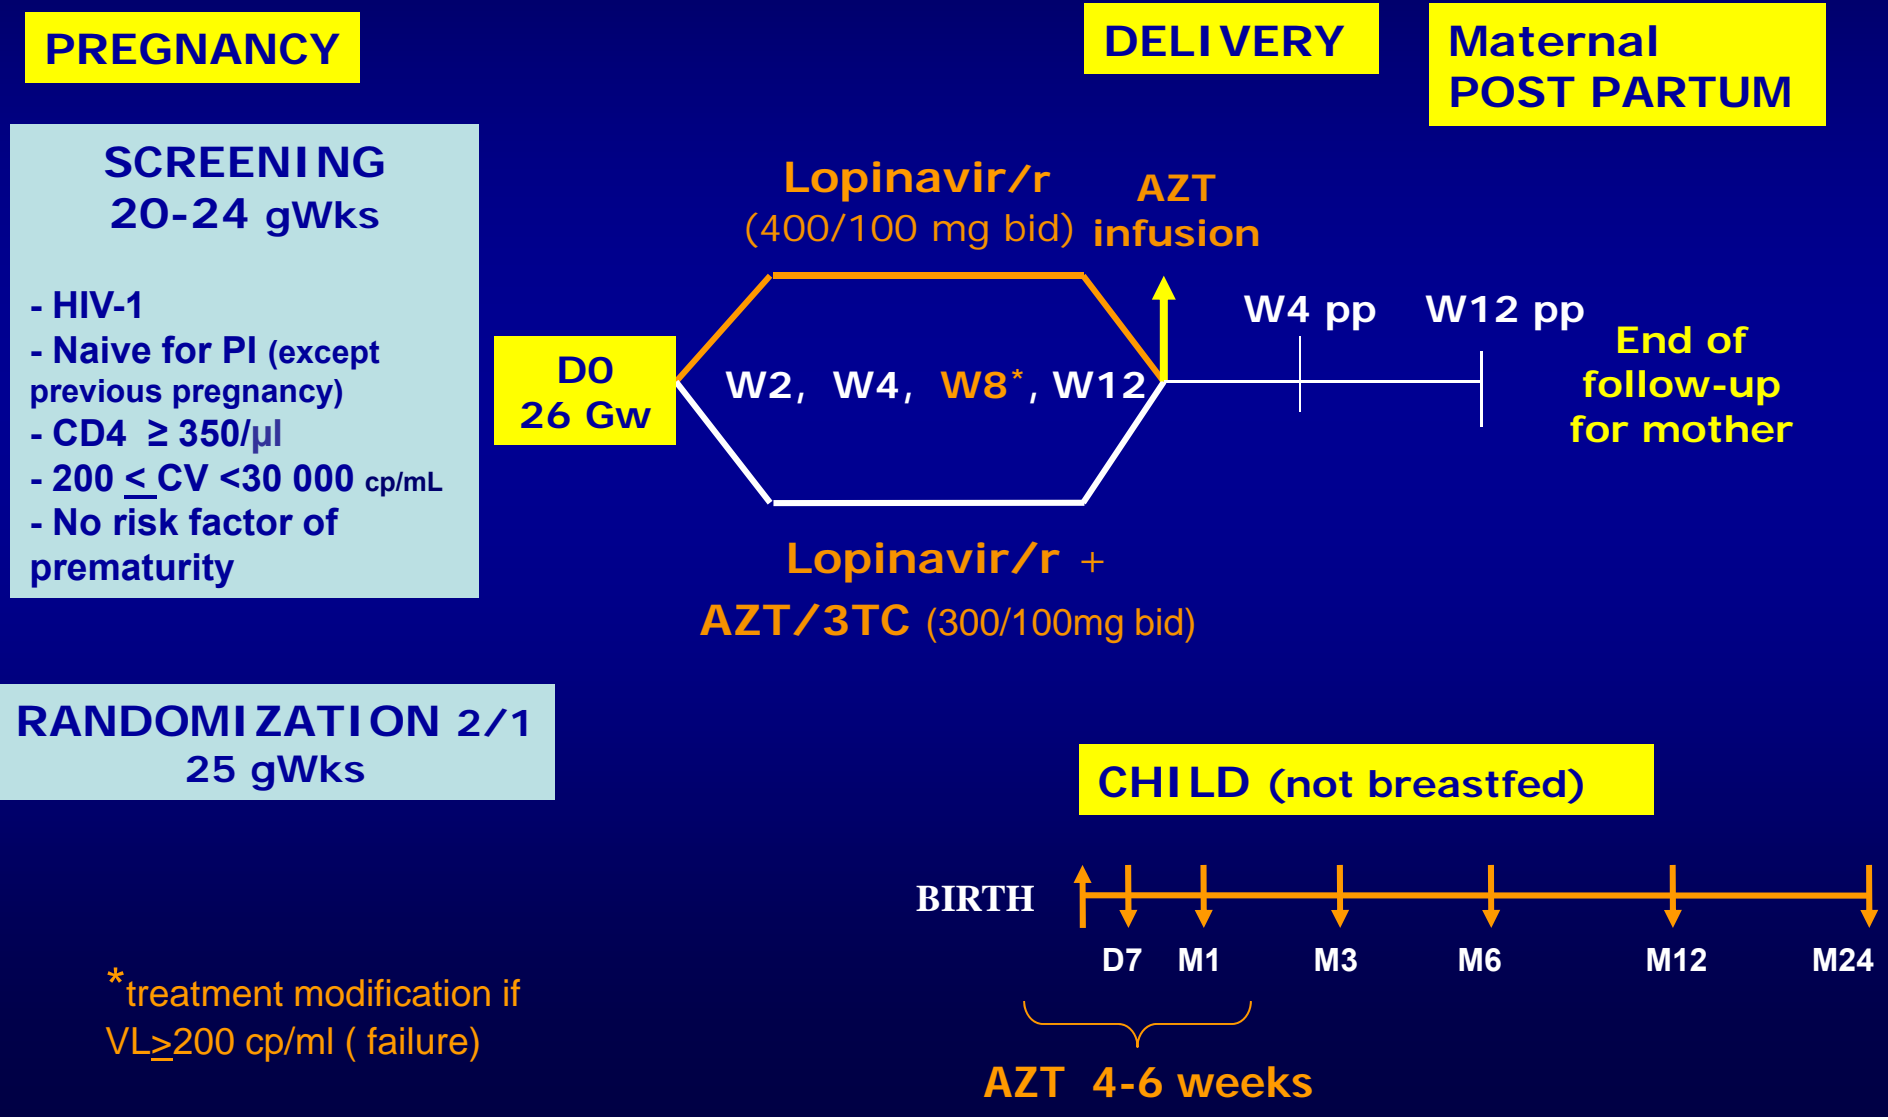 PREGNANCY
DELIVERY
Maternal
POST PARTUM
SCREENING
20-24 gWks
- HIV-1
- Naive for PI (except
previous pregnancy)
- CD4 ≥ 350/µl
- 200 < CV <30 000 cp/mL
- No risk factor of
prematurity
RANDOMIZATION 2/1
25 gWks
D0
26 Gw
Lopinavir/r
(400/100 mg bid)
AZT
infusion
W2, W4, W8*, W12
Lopinavir/r +
AZT/3TC (300/100mg bid)
W4 pp
W12 pp
End of
follow-up
for mother
CHILD (not breastfed)
BIRTH
D7 M1 M3 M6 M12 M24
AZT 4-6 weeks
*treatment modification if
VL≥200 cp/ml ( failure)